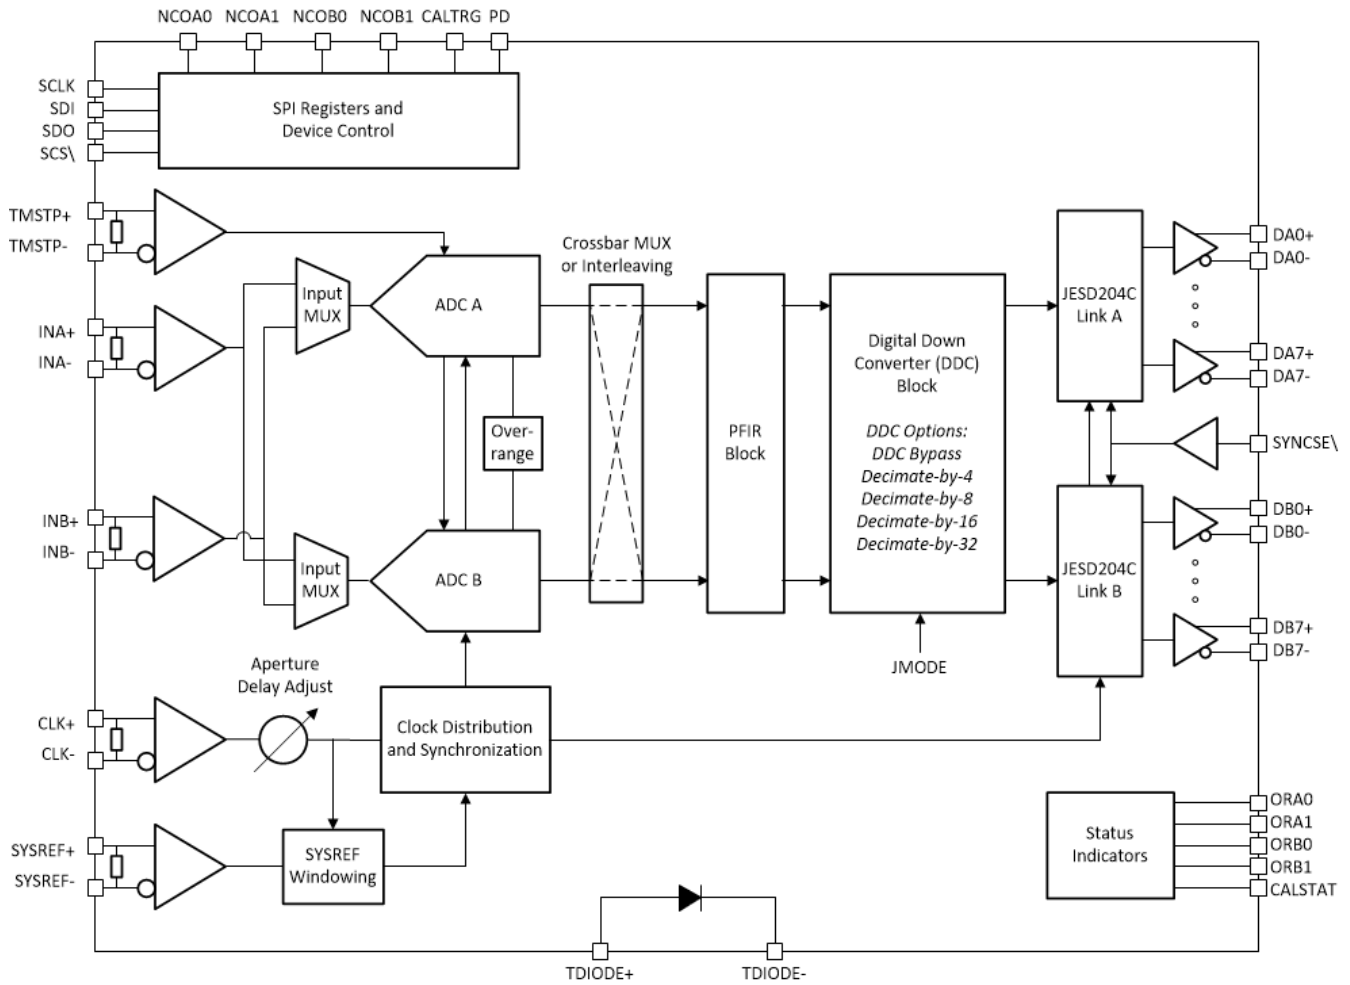 NCOA0 NCOA1 NCOB0 NCOB1 CALTRG PD
SCLK
SDI
SDO
SCS\
SPI Registers and
Device Control
TMSTP+
TMSTP-
INA+
INA-
Input
MUX
ADC A
Crossbar MUX
or Interleaving
Over-
range
INB+
INB-
Input
MUX
ADC B
PFIR
Block
Digital Down
Converter (DDC)
Block
DDC Options:
DDC Bypass
Decimate-by-4
Decimate-by-8
Decimate-by-16
Decimate-by-32
JMODE
JESD204C
Link A
DA0+
DA0-
DA7+
DA7-
SYNCSE\
JESD204C
Link B
DB0+
DB0-
DB7+
DB7-
Aperture
Delay Adjust
CLK+
CLK-
Clock Distribution
and Synchronization
SYSREF+
SYSREF-
SYSREF
Windowing
Status
Indicators
ORA0
ORA1
ORB0
ORB1
CALSTAT
TDIODE+
TDIODE-